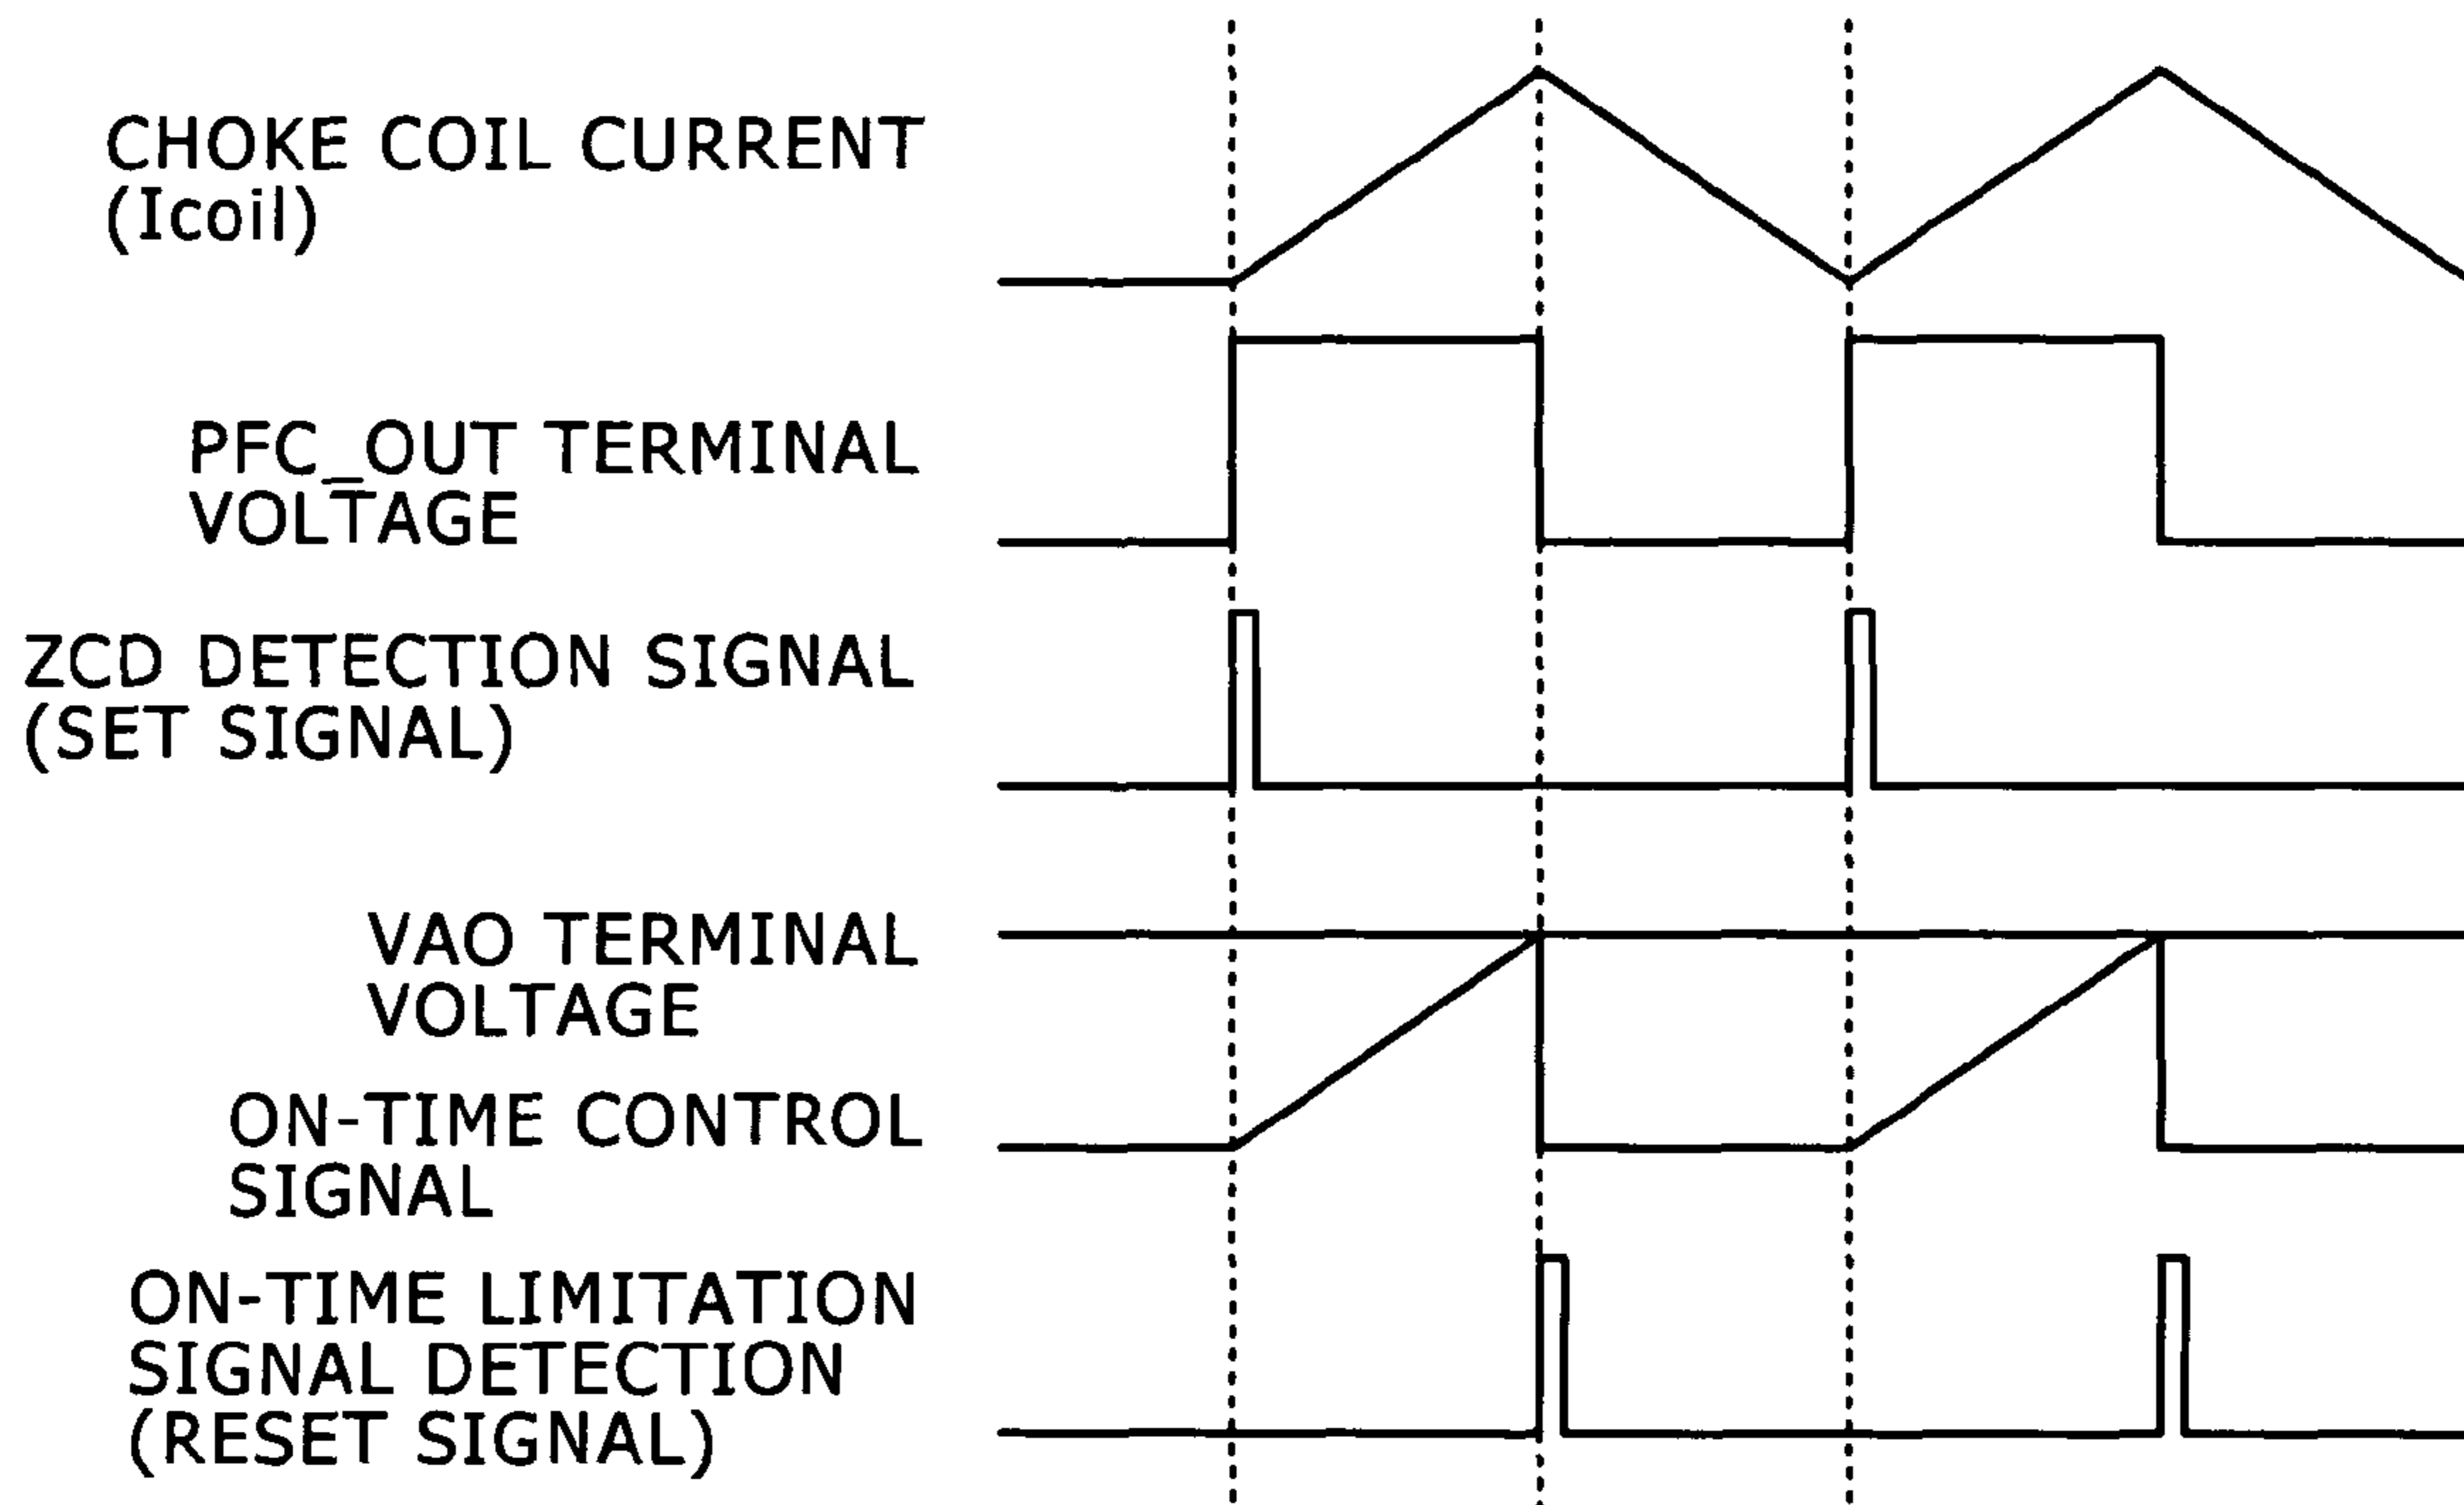 CHOKE COIL CURRENT
(Icoil)
PFC_OUT TERMINAL
VOLTAGE
ZCD DETECTION SIGNAL
(SET SIGNAL)
VAO TERMINAL
VOLTAGE
ON-TIME CONTROL
SIGNAL
ON-TIME LIMITATION
SIGNAL DETECTION
(RESET SIGNAL)